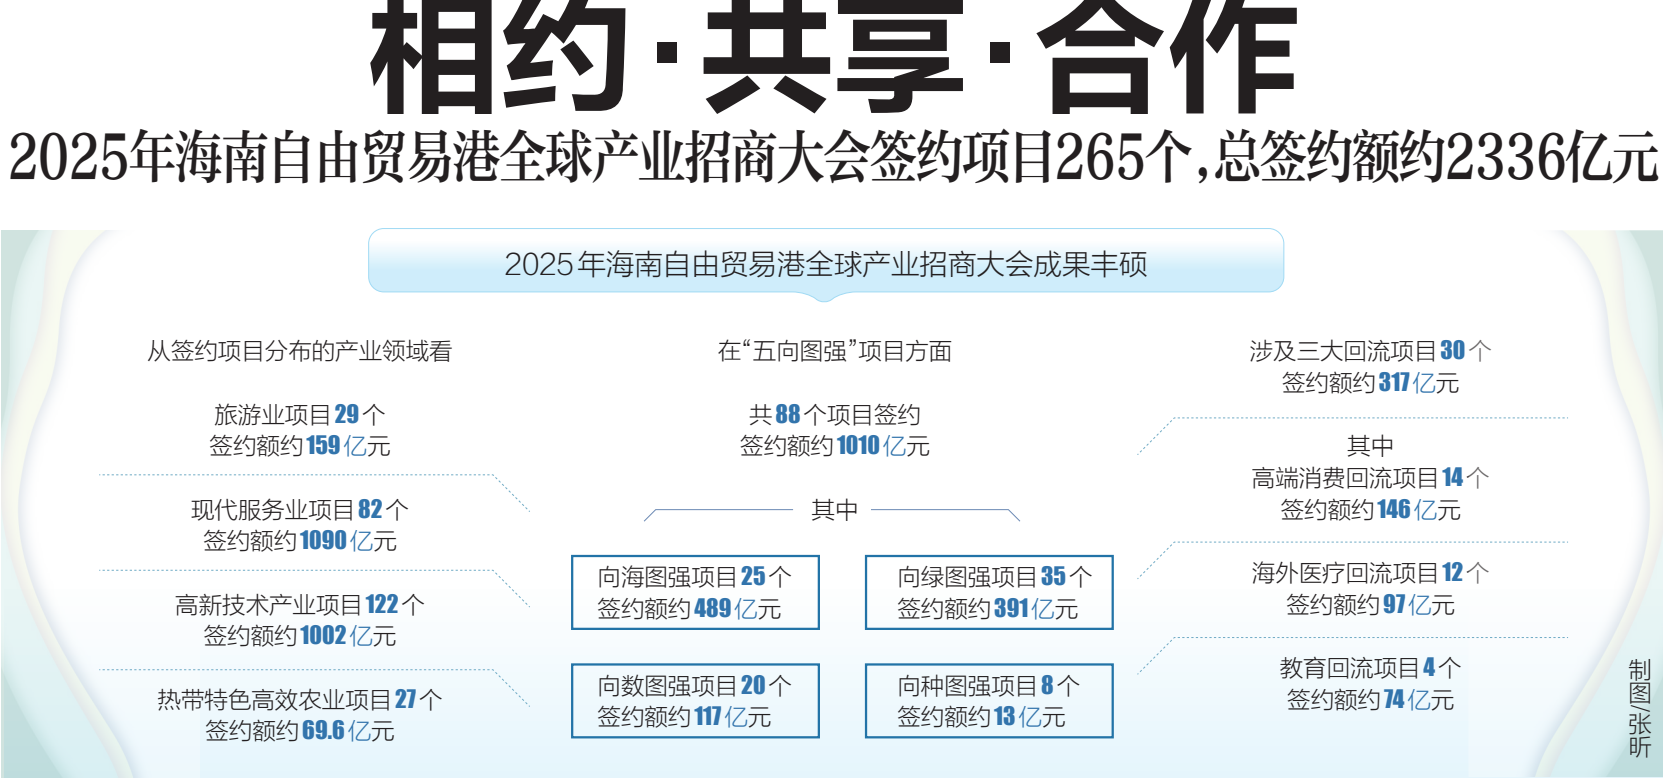 相约·共享·合作
2025年海南自由贸易港全球产业招商大会签约项目265个,总签约额约2336亿元
2025年海南自由贸易港全球产业招商大会成果丰硕
从签约项目分布的产业领域看
旅游业项目29个
签约额约159亿元
现代服务业项目82个
签约额约1090亿元
高新技术产业项目122个
签约额约1002亿元
热带特色高效农业项目27个
签约额约69.6亿元
在“五向图强”项目方面
共88个项目签约
签约额约1010亿元
其中
向海图强项目25个
签约额约489亿元
向绿图强项目35个
签约额约391亿元
向数图强项目20个
签约额约117亿元
向种图强项目8个
签约额约13亿元
涉及三大回流项目30个
签约额约317亿元
其中
高端消费回流项目14个
签约额约146亿元
海外医疗回流项目12个
签约额约97亿元
教育回流项目4个
签约额约74亿元
制图/张昕